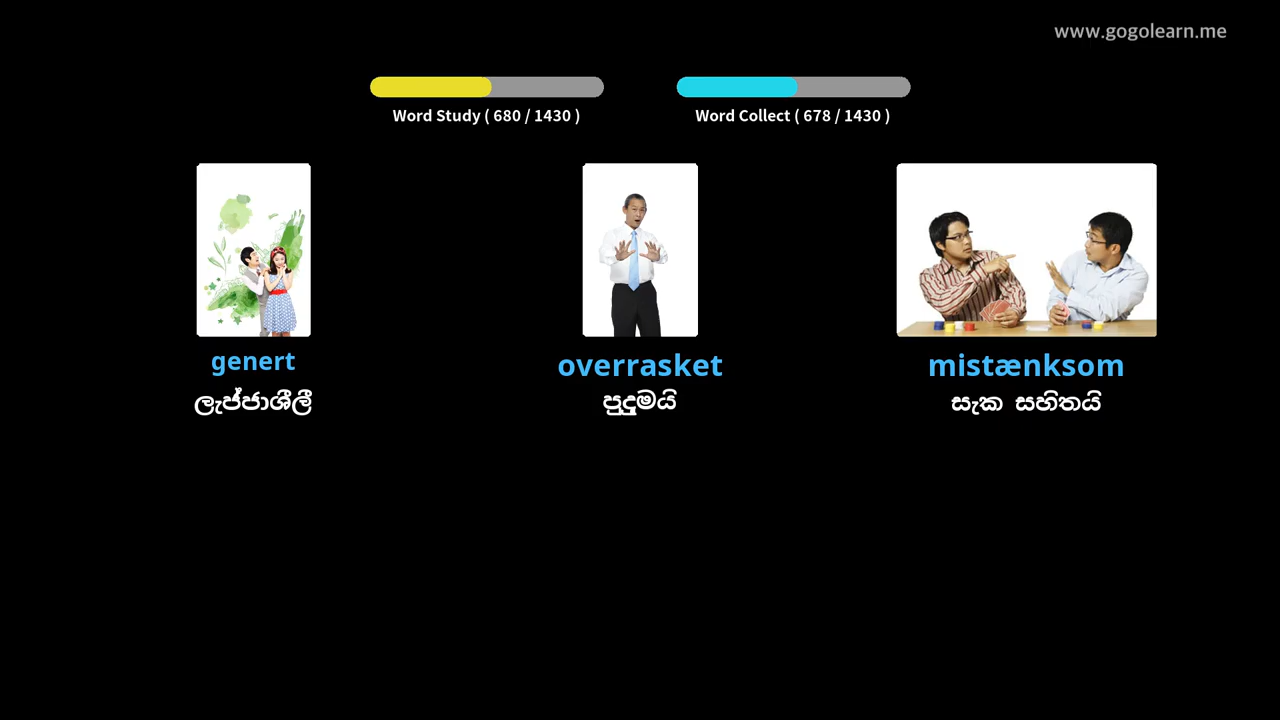 www.gogolearn.me
Word Study ( 680 / 1430 )
Word Collect ( 678 / 1430 )
genert
overrasket
mistænksom
ලැජ්ජාශීලී
පුදුමයි
සැක සහිතයි